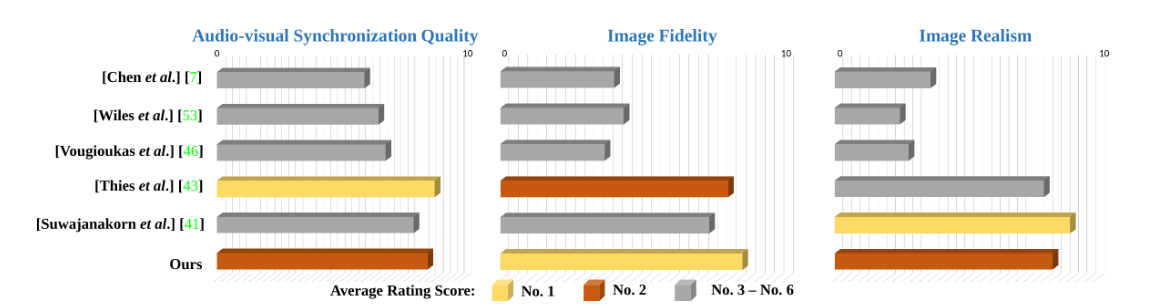 Audio-visual Synchronization Quality Image Fidelity Image Realism
0 10 0 10 0 10
[Chen et al.] [7]
[Wiles et al.] [53]
[Vougioukas et al.] [46]
[Thies et al.] [43]
[Suwajanakorn et al.] [41]
Ours
Average Rating Score: No. 1 No. 2 No. 3 – No. 6